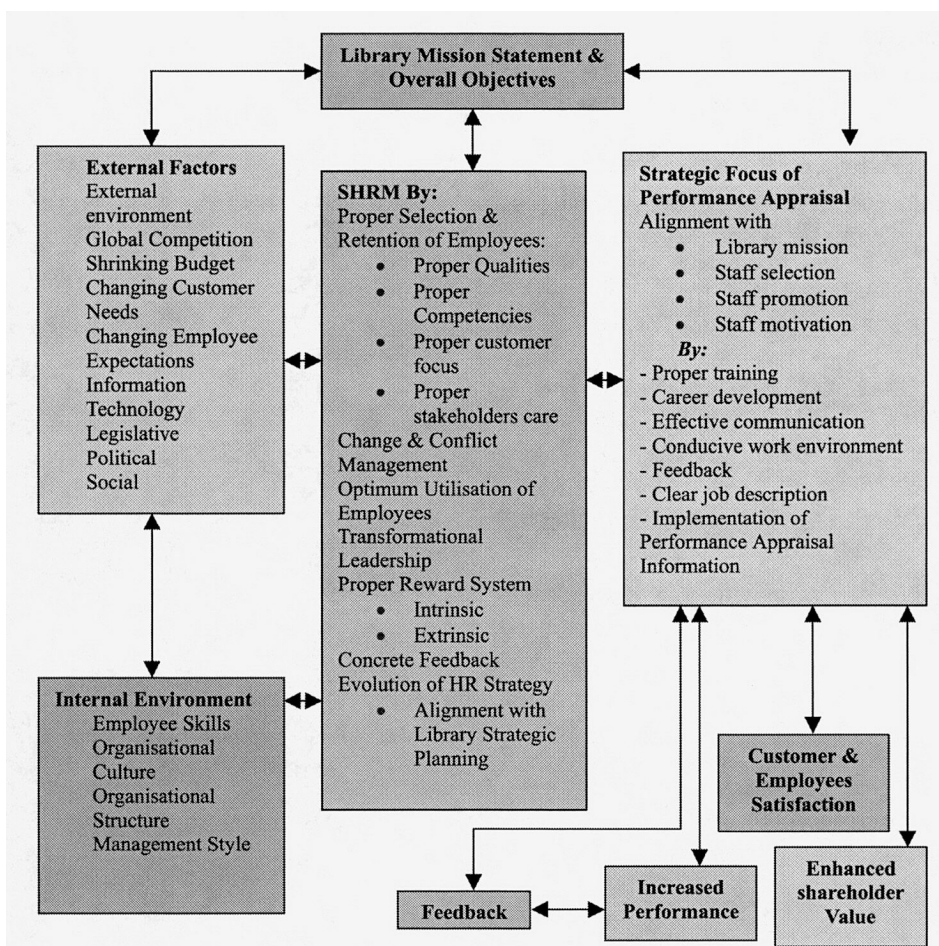 Library Mission Statement &
Overall Objectives
External Factors
External
environment
Global Competition
Shrinking Budget
Changing Customer
Needs
Changing Employee
Expectations
Information
Technology
Legislative
Political
Social
SHRM By:
Proper Selection &
Retention of Employees:
• Proper Qualities
• Proper
Competencies
• Proper customer
focus
• Proper
stakeholders care
Change & Conflict
Management
Optimum Utilisation of
Employees
Transformational
Leadership
Proper Reward System
• Intrinsic
• Extrinsic
Concrete Feedback
Evolution of HR Strategy
• Alignment with
Library Strategic
Planning
Strategic Focus of
Performance Appraisal
Alignment with
• Library mission
• Staff selection
• Staff promotion
• Staff motivation
By:
- Proper training
- Career development
- Effective communication
- Conducive work environment
- Feedback
- Clear job description
- Implementation of
Performance Appraisal
Information
Internal Environment
Employee Skills
Organisational
Culture
Organisational
Structure
Management Style
Customer &
Employees
Satisfaction
Feedback
Increased
Performance
Enhanced
shareholder
Value